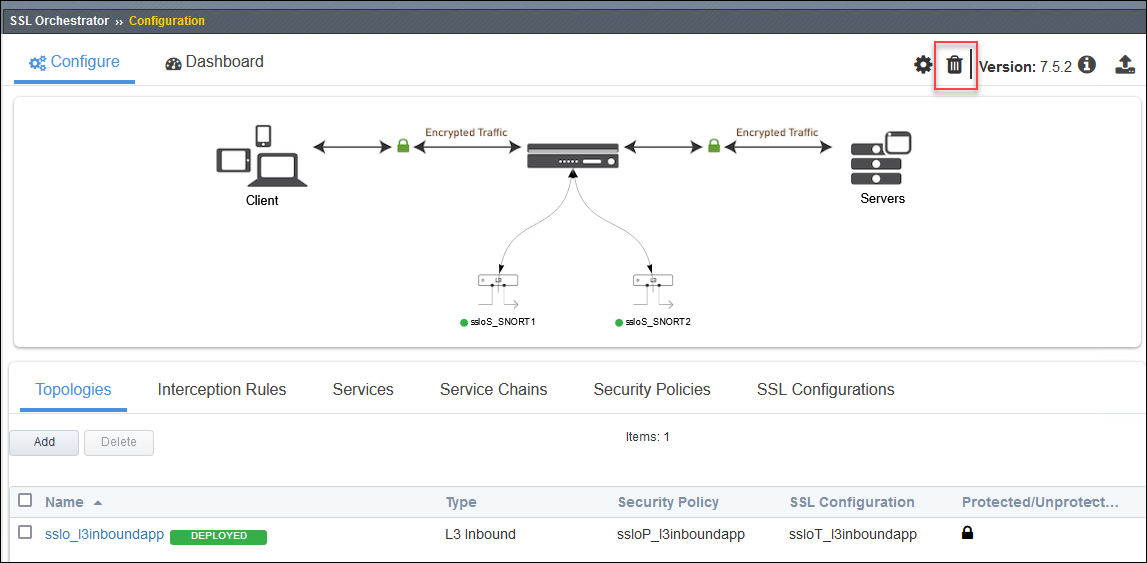 SSL Orchestrator ›› Configuration
Configure Dashboard Version: 7.5.2
Encrypted Traffic Encrypted Traffic
Client Servers
L3 L3
ssloS_SNORT1 ssloS_SNORT2
Topologies Interception Rules Services Service Chains Security Policies SSL Configurations
Add Delete Items: 1
Name Type Security Policy SSL Configuration Protected/Unprotect...
sslo_l3inboundapp DEPLOYED L3 Inbound ssloP_l3inboundapp ssloT_l3inboundapp